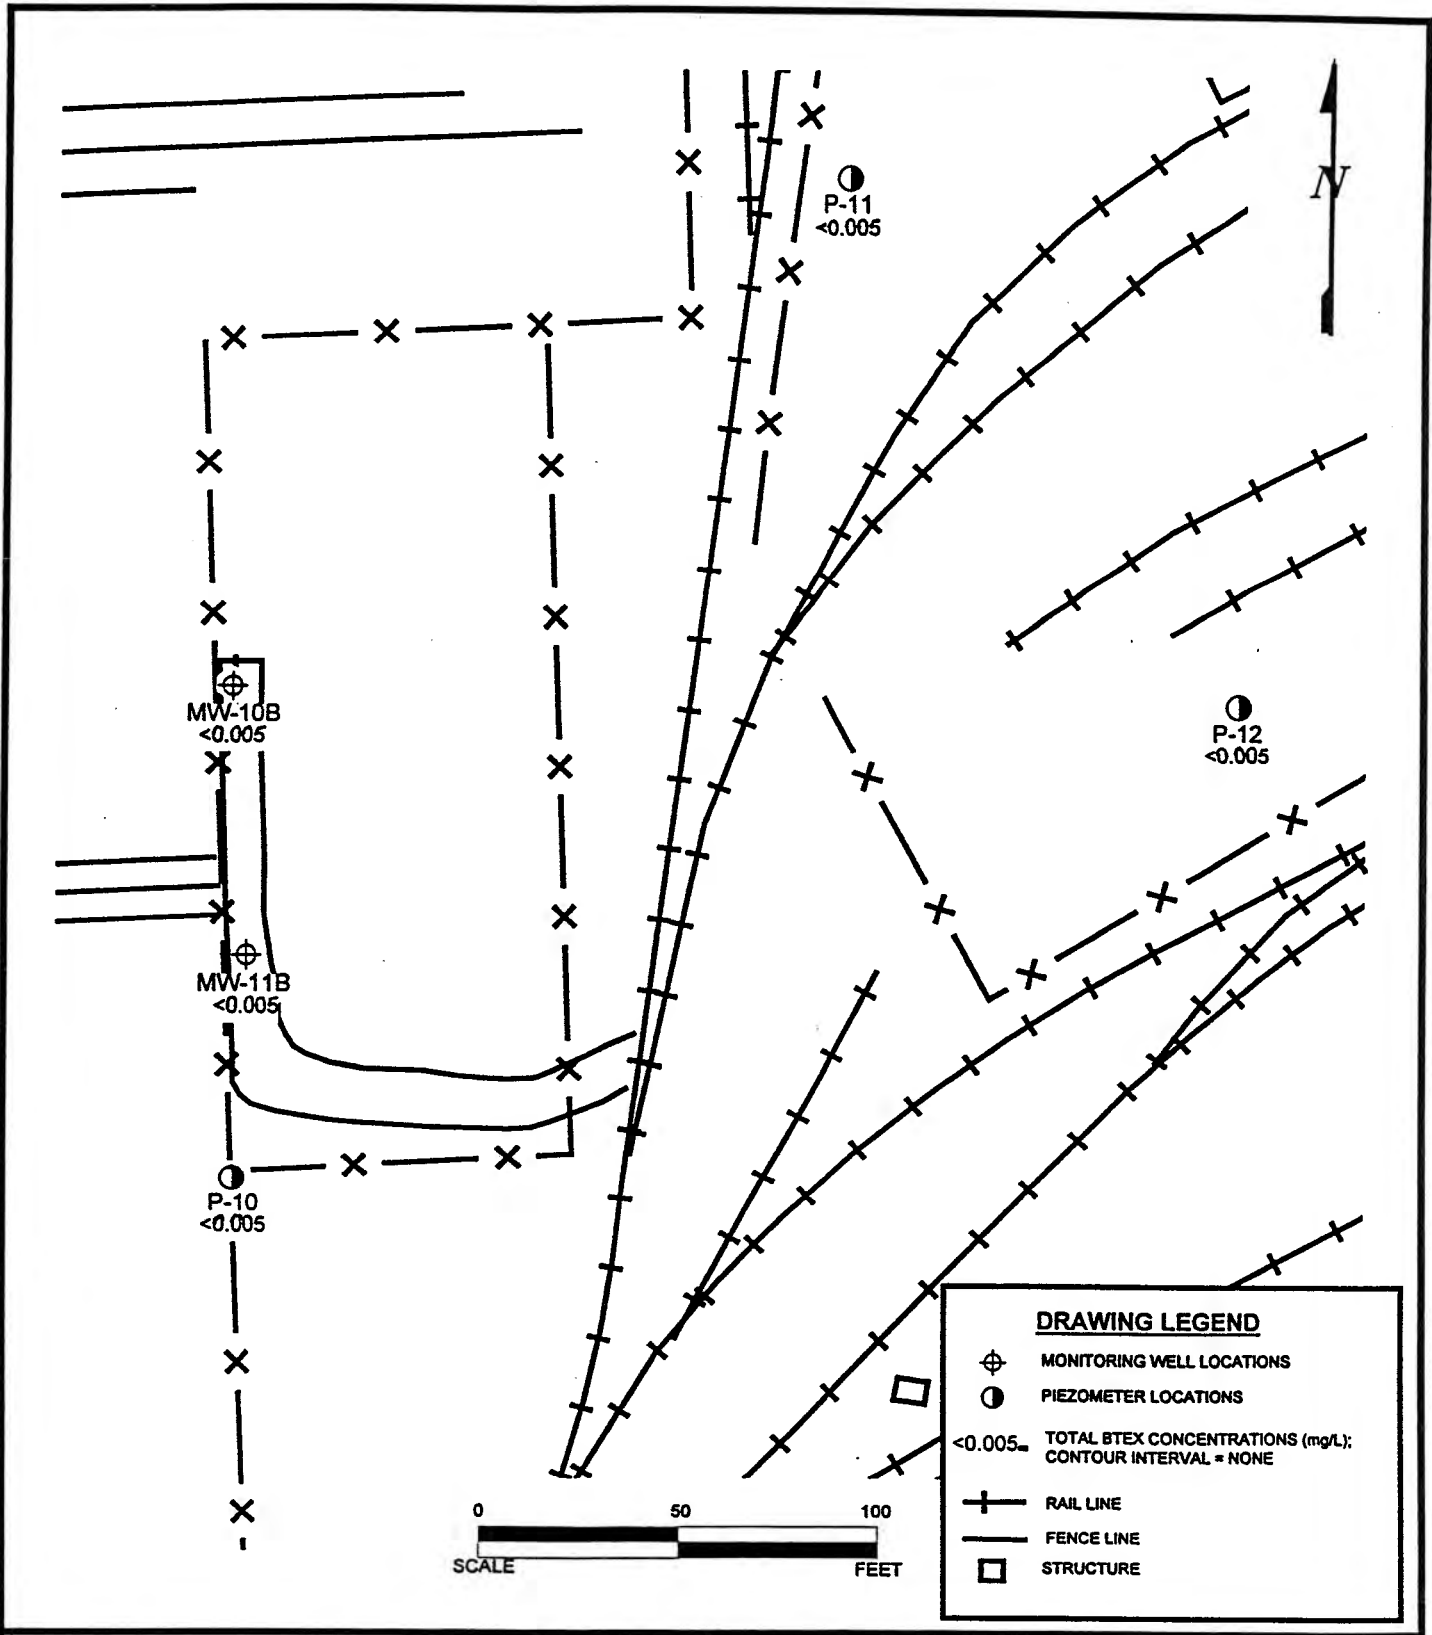 N
P-11
<0.005
MW-10B
<0.005
P-12
<0.005
MW-11B
<0.005
P-10
<0.005
DRAWING LEGEND
MONITORING WELL LOCATIONS
PIEZOMETER LOCATIONS
<0.005 TOTAL BTEX CONCENTRATIONS (mg/L);
CONTOUR INTERVAL = NONE
RAIL LINE
FENCE LINE
STRUCTURE
0 50 100
SCALE FEET